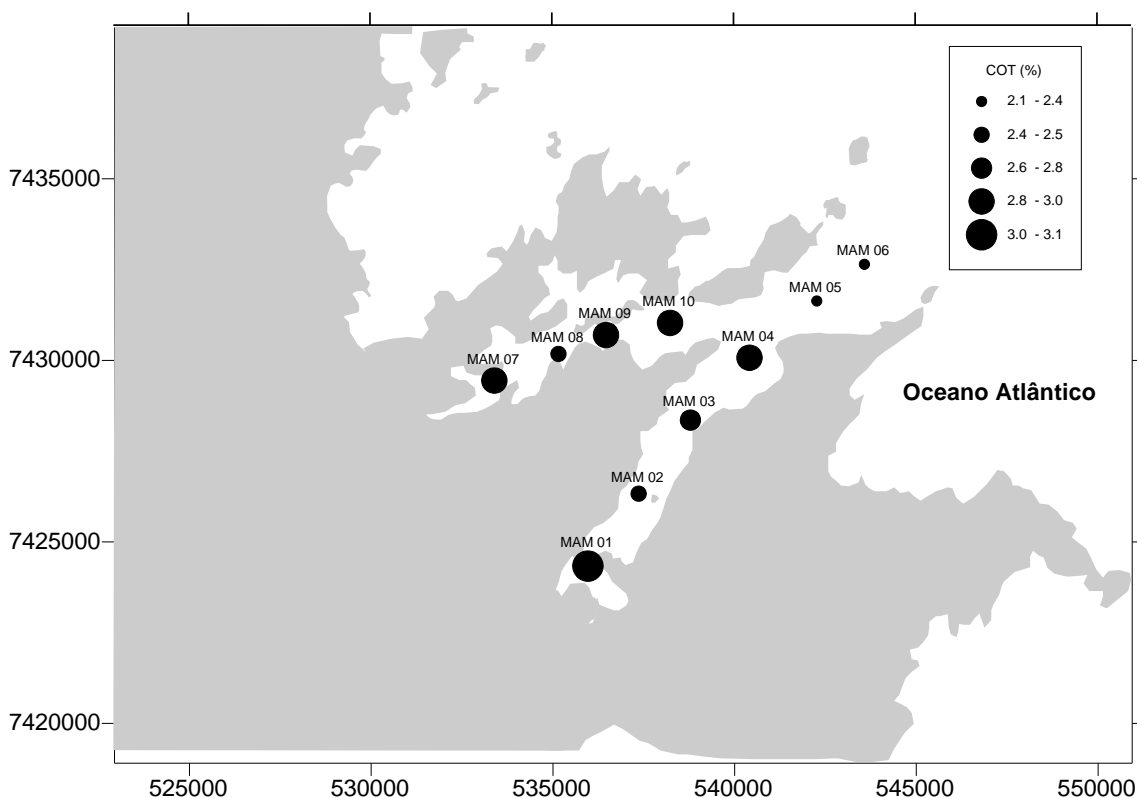 COT (%)
2.1 - 2.4
2.4 - 2.5
2.6 - 2.8
2.8 - 3.0
3.0 - 3.1
7435000
MAM 06
MAM 05
MAM 10
MAM 09
MAM 08
MAM 04
7430000
MAM 07
Oceano Atlântico
MAM 03
MAM 02
7425000
MAM 01
7420000
525000 530000 535000 540000 545000 550000